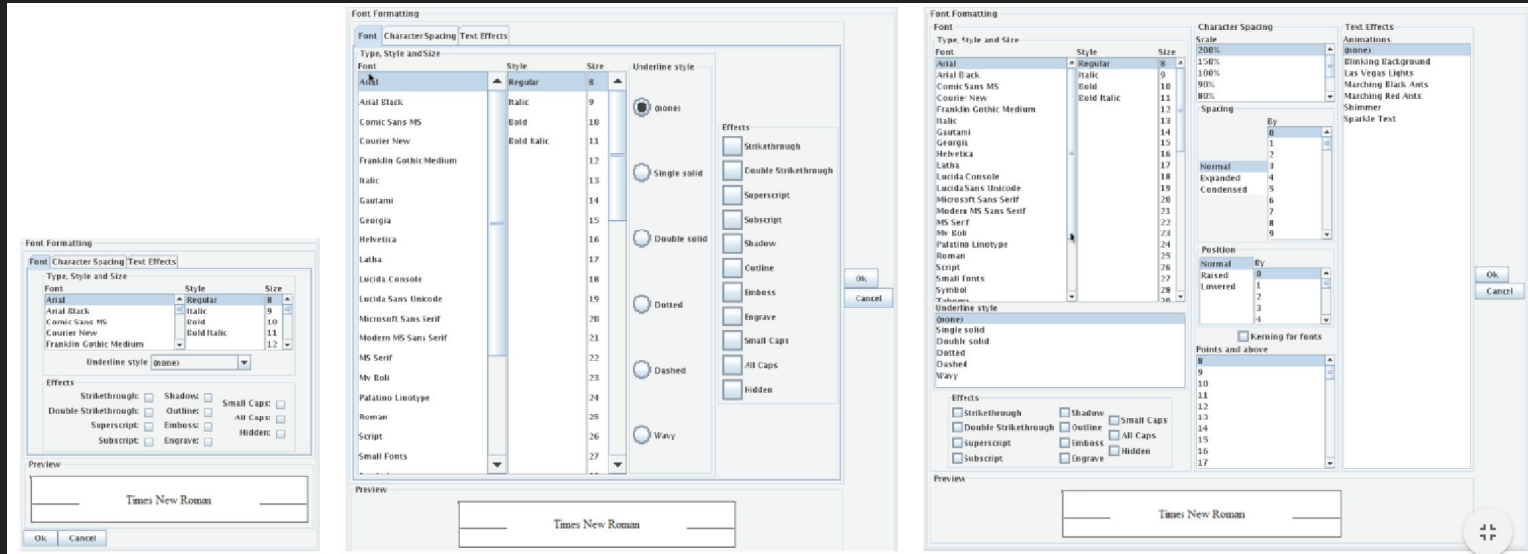 Font Formatting
Font Character Spacing Text Effects
Type, Style and Size
Font Style Size
Arial Regular 8
Arial Black Italic 9
Comic Sans MS Bold 10
Courier New Bold Italic 11
Franklin Gothic Medium 12
Underline style (none)
Effects
Strikethrough: Shadow: Small Caps:
Double Strikethrough: Outline: All Caps:
Superscript: Emboss: Hidden:
Subscript: Engrave:
Preview
Times New Roman
Ok Cancel
Font Formatting
Font Character Spacing Text Effects
Type, Style and Size
Font Style Size Underline style
Arial Regular 8
Arial Black Italic 9 (none)
Comic Sans MS Bold 10
Courier New Bold Italic 11
Franklin Gothic Medium 12
Italic 13 Single solid
Gautami 14
Georgia 15
Helvetica 16 Double solid
Latha 17
Lucida Console 18
Lucida Sans Unicode 19 Dotted
Microsoft Sans Serif 20
Modern MS Sans Serif 21
MS Serif 22 Dashed
Mv Boli 23
Palatino Linotype 24
Roman 25
Script 26 Wavy
Small Fonts 27
Effects
Strikethrough
Double Strikethrough
Superscript
Subscript
Shadow
Outline
Emboss
Engrave
Small Caps
All Caps
Hidden
Ok
Cancel
Preview
Times New Roman
Font Formatting
Font
Type, Style and Size
Font Style Size
Arial Regular 8
Arial Black Italic 9
Comic Sans MS Bold 10
Courier New Bold Italic 11
Franklin Gothic Medium 12
Italic 13
Gautami 14
Georgia 15
Helvetica 16
Latha 17
Lucida Console 18
Lucida Sans Unicode 19
Microsoft Sans Serif 20
Modern MS Sans Serif 21
MS Serif 22
Mv Boli 23
Palatino Linotype 24
Roman 25
Script 26
Small Fonts 27
Symbol 28
Tahoma 29
Underline style
(none)
Single solid
Double solid
Dotted
Dashed
Wavy
Effects
Strikethrough Shadow Small Caps
Double Strikethrough Outline All Caps
Superscript Emboss Hidden
Subscript Engrave
Character Spacing
Scale
200%
150%
100%
90%
80%
Spacing
By
0
1
2
Normal 3
Expanded 4
Condensed 5
6
7
8
9
Position
Normal By
Raised 0
Lowered 1
2
3
4
Kerning for fonts
Points and above
8
9
10
11
12
13
14
15
16
17
Text Effects
Animations
(none)
Blinking Background
Las Vegas Lights
Marching Black Ants
Marching Red Ants
Shimmer
Sparkle Text
Ok
Cancel
Preview
Times New Roman